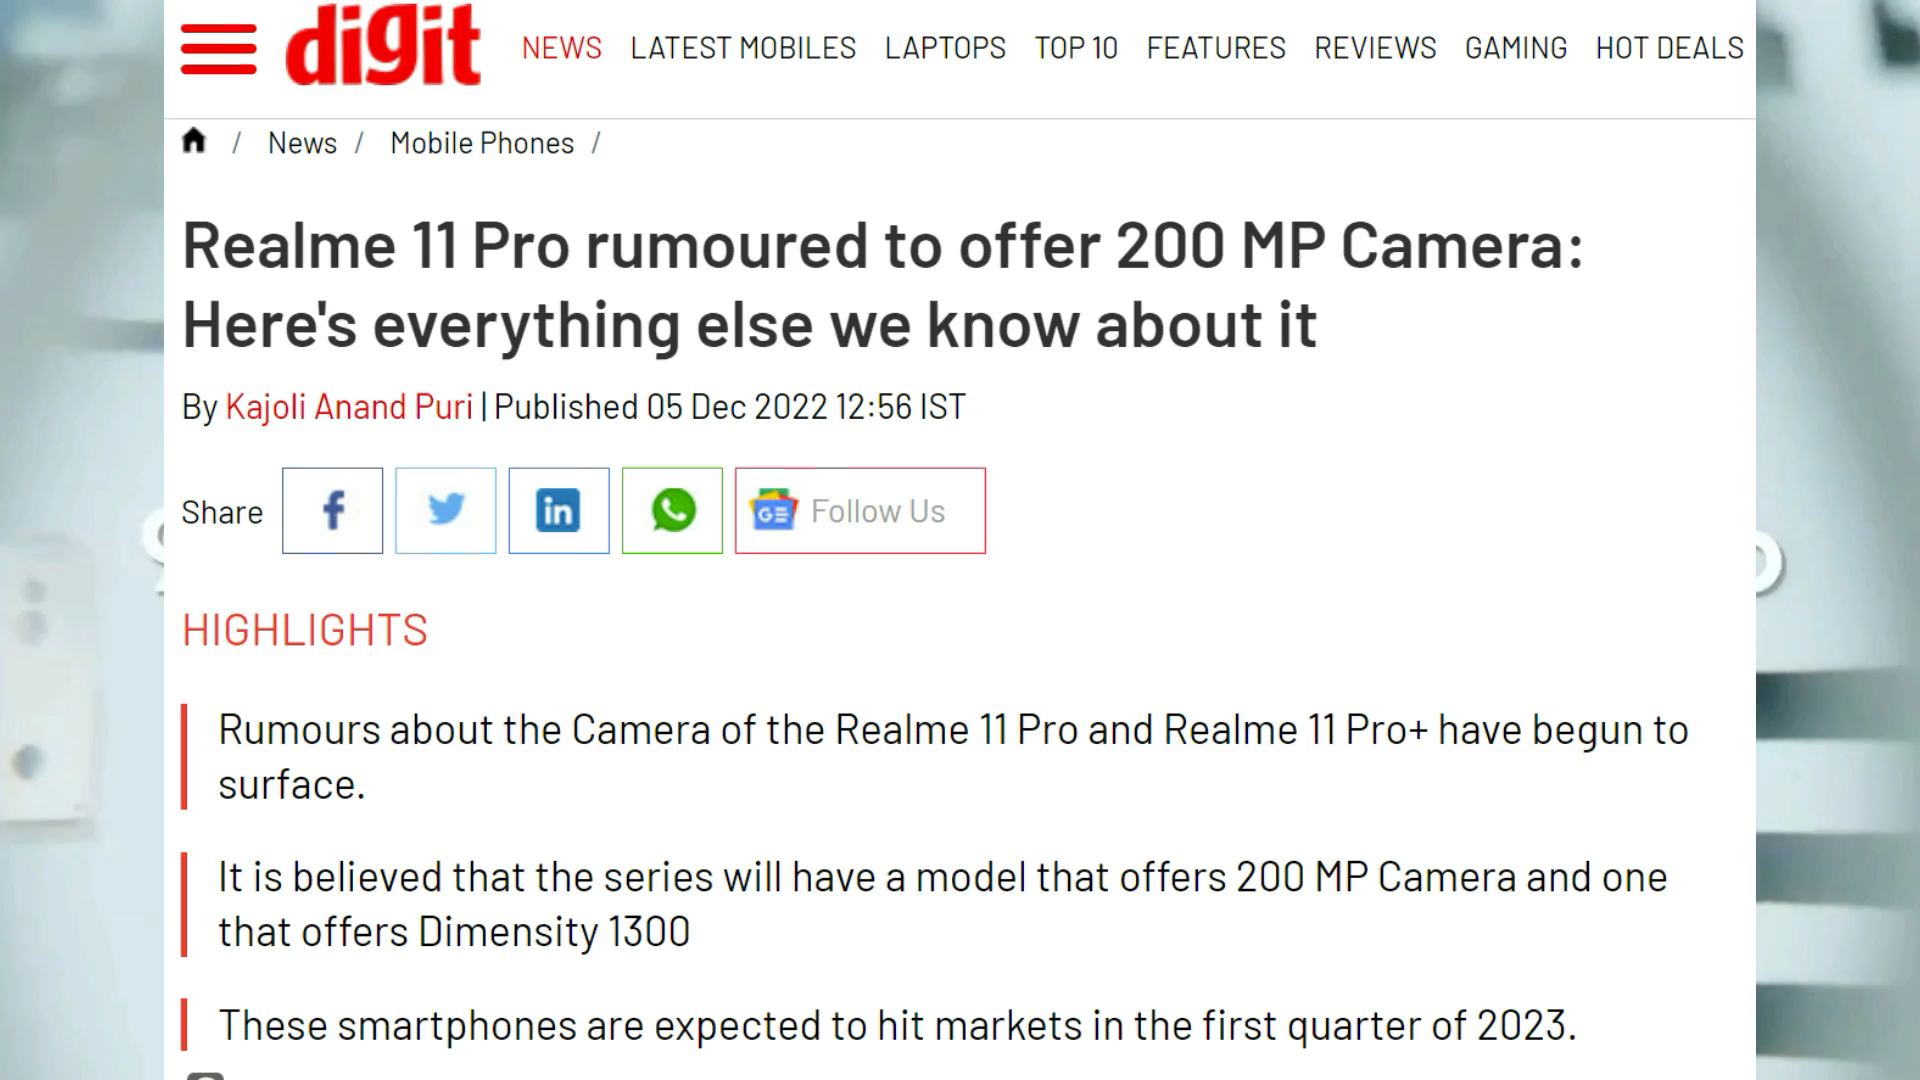 digit NEWS LATEST MOBILES LAPTOPS TOP 10 FEATURES REVIEWS GAMING HOT DEALS
/ News / Mobile Phones /
Realme 11 Pro rumoured to offer 200 MP Camera:
Here's everything else we know about it
By Kajoli Anand Puri | Published 05 Dec 2022 12:56 IST
Share f in GE Follow Us
HIGHLIGHTS
Rumours about the Camera of the Realme 11 Pro and Realme 11 Pro+ have begun to
surface.
It is believed that the series will have a model that offers 200 MP Camera and one
that offers Dimensity 1300
These smartphones are expected to hit markets in the first quarter of 2023.